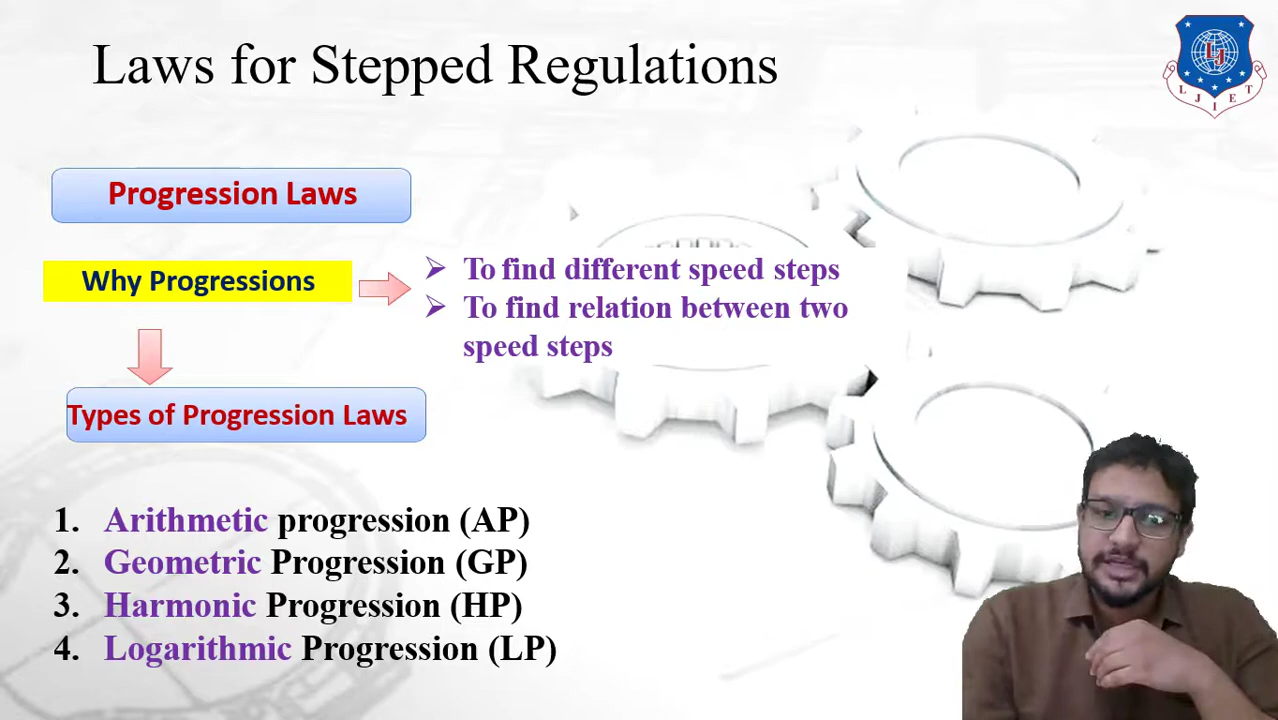 Laws for Stepped Regulations
LJIET
Progression Laws
Why Progressions
➢ To find different speed steps
➢ To find relation between two
speed steps
Types of Progression Laws
1. Arithmetic progression (AP)
2. Geometric Progression (GP)
3. Harmonic Progression (HP)
4. Logarithmic Progression (LP)